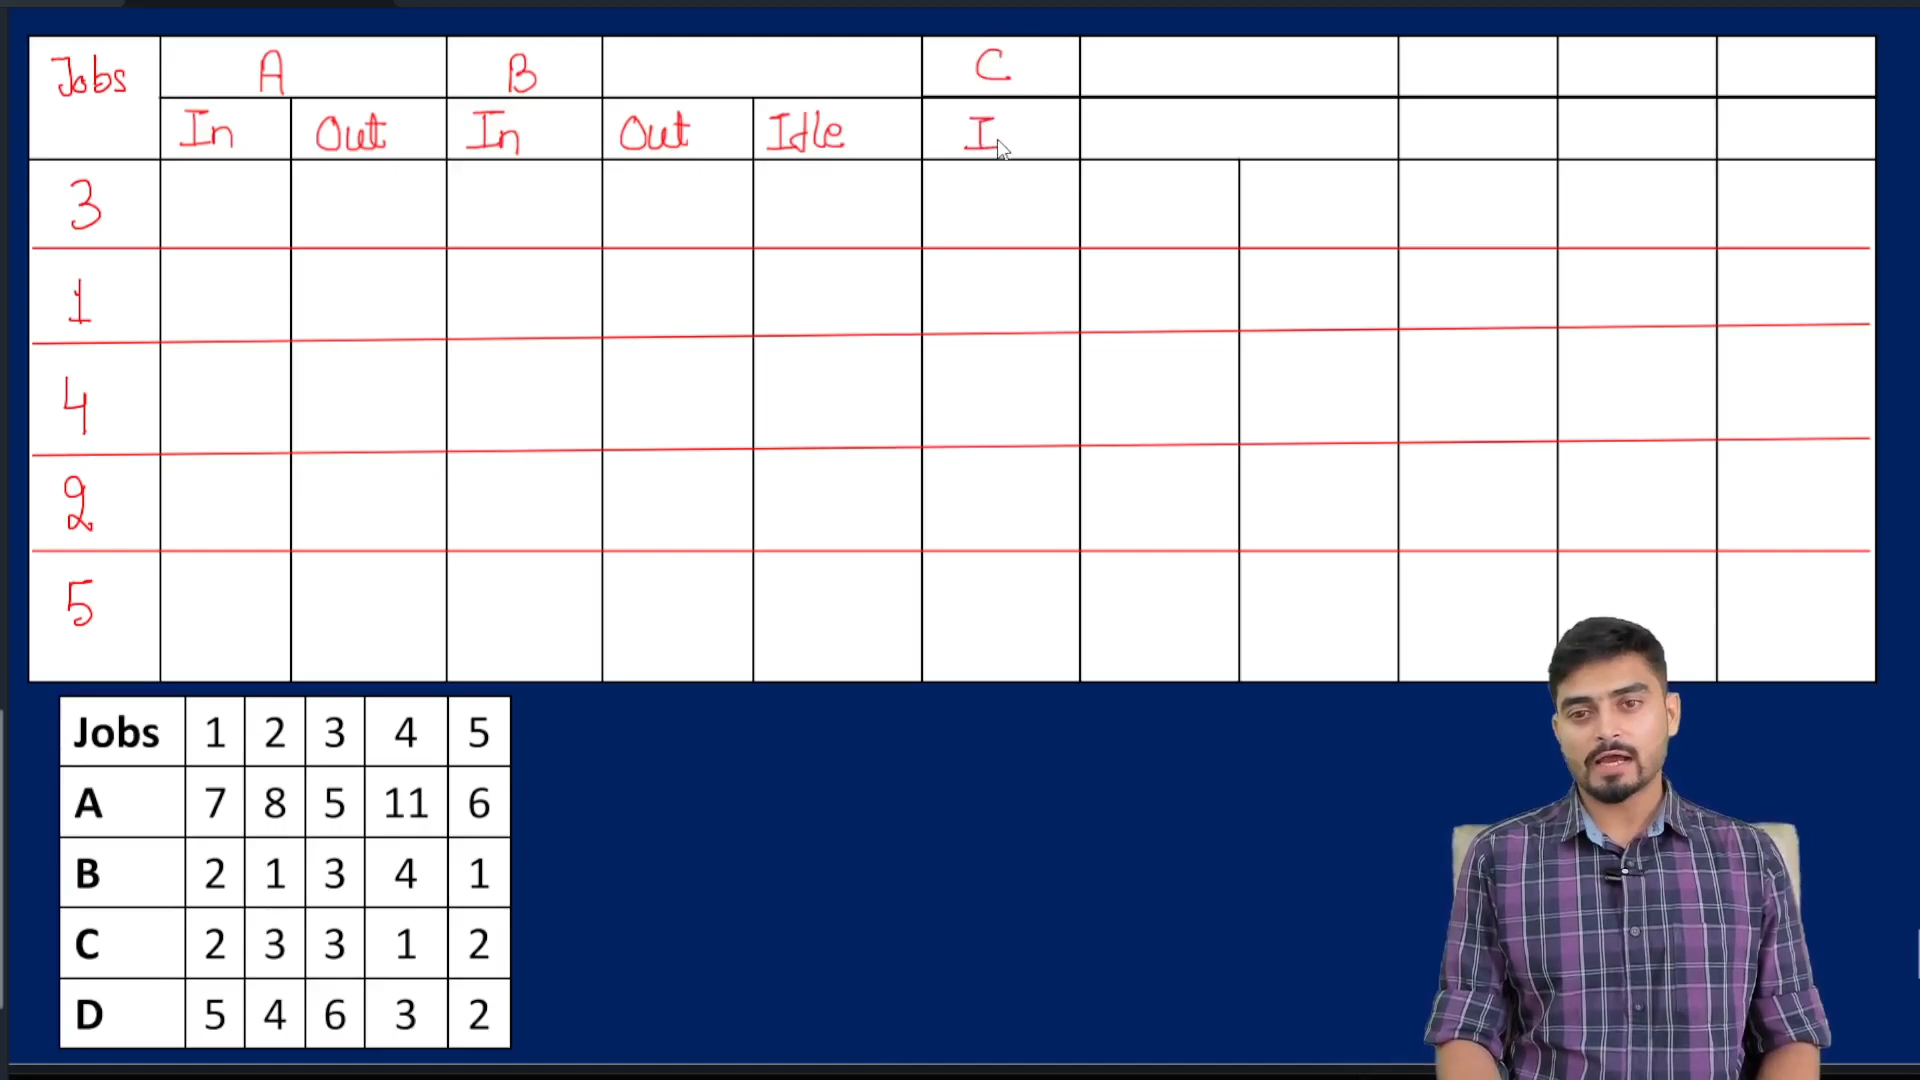 Jobs A B C
In Out In Out Idle I
3
1
4
2
5
Jobs 1 2 3 4 5
A 7 8 5 11 6
B 2 1 3 4 1
C 2 3 3 1 2
D 5 4 6 3 2